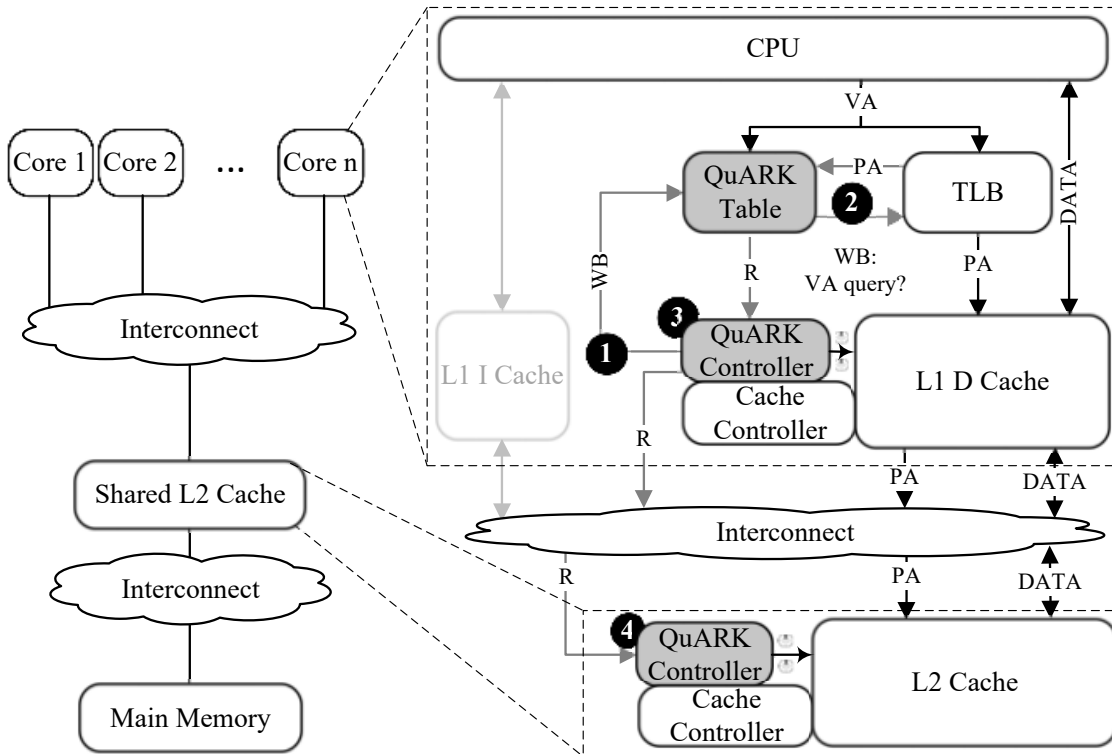 CPU
VA
Core 1
Core 2
...
Core n
QuARK
Table
PA
2
TLB
DATA
WB
R
WB:
VA query?
PA
Interconnect
3
1
QuARK
Controller
L1 I Cache
L1 D Cache
Cache
Controller
R
Shared L2 Cache
PA
DATA
Interconnect
Interconnect
R
PA
DATA
4
QuARK
Controller
L2 Cache
Cache
Controller
Main Memory